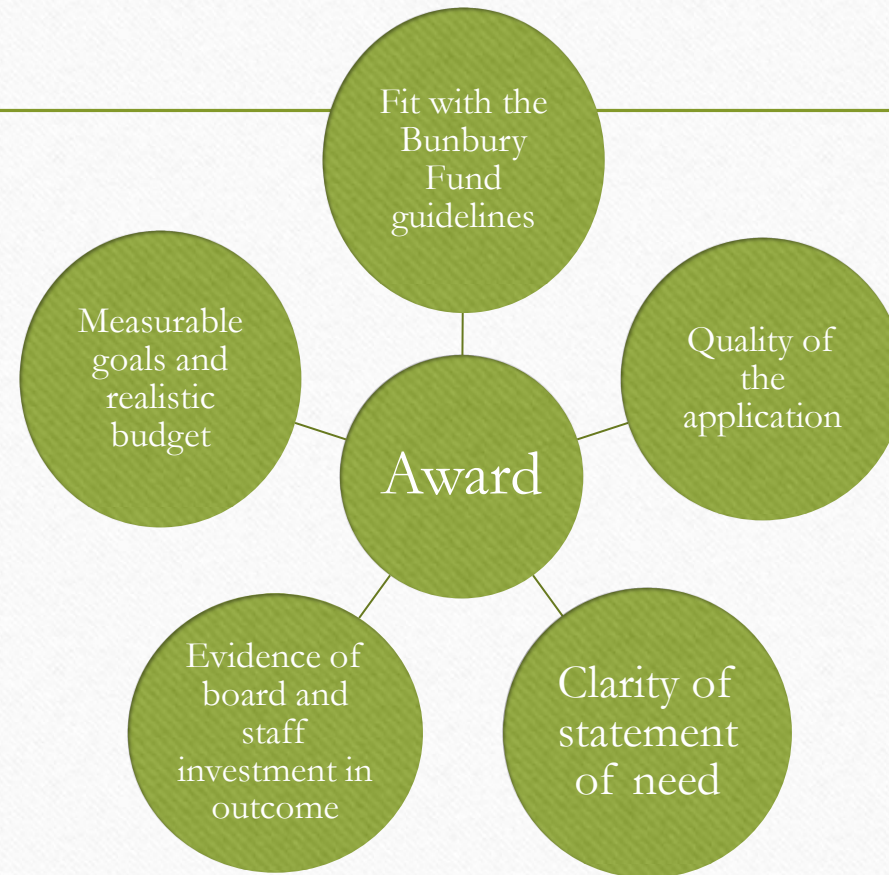 Fit with the
Bunbury
Fund
guidelines
Quality of
the
application
Clarity of
statement
of need
Evidence of
board and
staff
investment in
outcome
Measurable
goals and
realistic
budget
Award